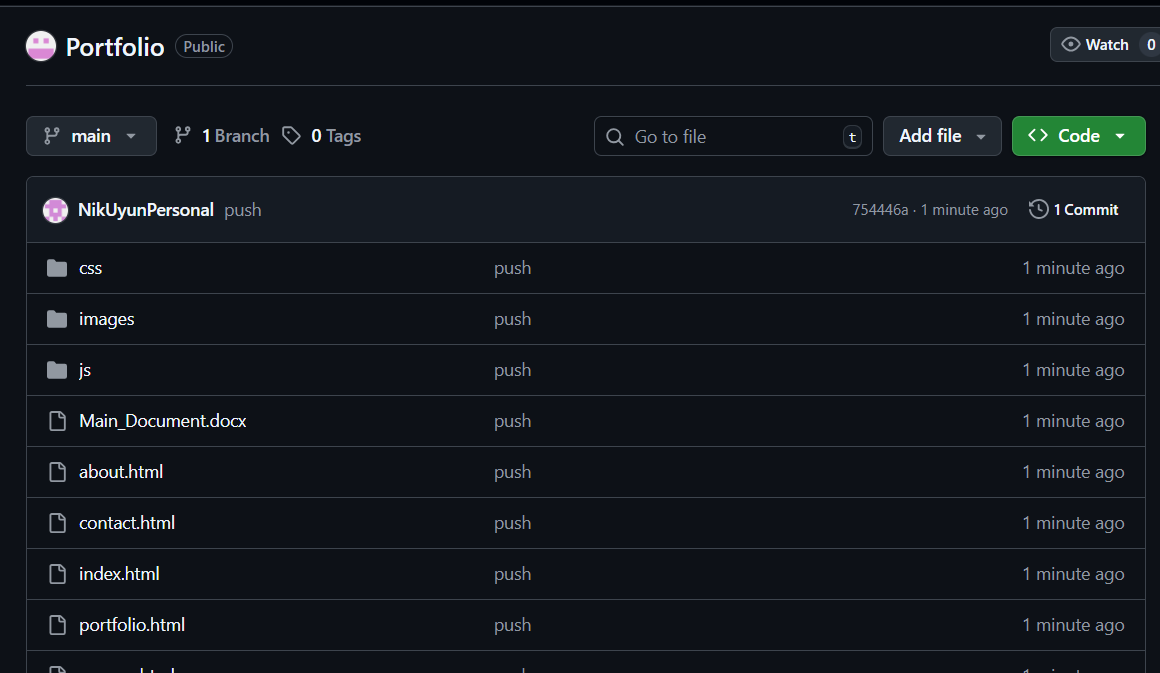 Portfolio Public
Watch 0
main 1 Branch 0 Tags
Go to file t
Add file
Code
NikUyunPersonal push 754446a · 1 minute ago 1 Commit
css push 1 minute ago
images push 1 minute ago
js push 1 minute ago
Main_Document.docx push 1 minute ago
about.html push 1 minute ago
contact.html push 1 minute ago
index.html push 1 minute ago
portfolio.html push 1 minute ago